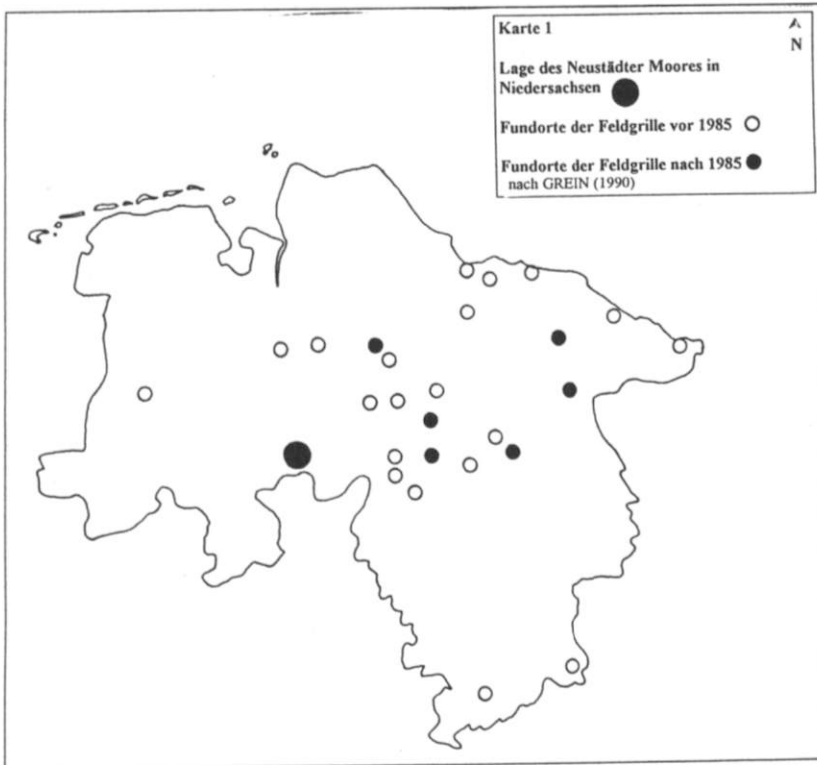 Karte 1
N
Lage des Neustädter Moores in
Niedersachsen
Fundorte der Feldgrille vor 1985
Fundorte der Feldgrille nach 1985
nach GREIN (1990)